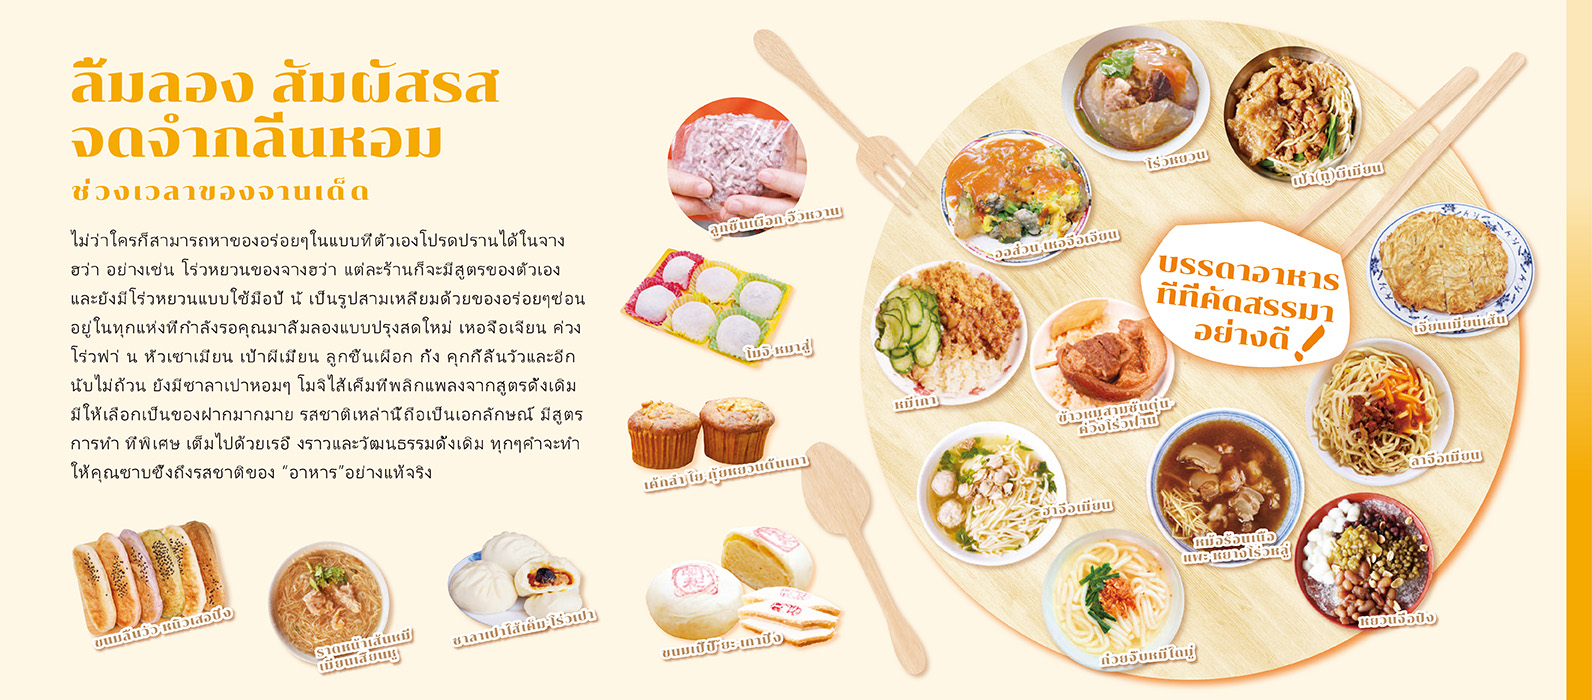 ลิ้มลอง สัมผัสรส
จดจำกลิ่นหอม
ช่วงเวลาของจานเด็ด
ไม่ว่าใครก็สามารถหาของอร่อยๆในแบบที่ตัวเองโปรดปรานได้ในจาง
ฮว่า อย่างเช่น โร่วหยวนของจางฮว่า แต่ละร้านก็จะมีสูตรของตัวเอง
และยังมีโร่วหยวนแบบใช้มือปั้ นั เป็นรูปสามเหลี่ยมด้วยของอร่อยๆซ่อน
อยู่ในทุกแห่งที่กำลังรอคุณมาลิ้มลองแบบปรุงสดใหม่ เหอจือเจียน ค่วง
โร่วฟ่า น หัวเซาเมี่ยน เป้าผีเมี่ยน ลูกชิ้นเผือก กั้ง คุกกี้ลิ้นวัวและอีก
นับไม่ถ้วน ยังมีซาลาเปาหอมๆ โมจิไส้เค็มที่พลิกแพลงจากสูตรดั้งเดิม
มีให้เลือกเป็นของฝากมากมาย รสชาติเหล่านี้ถือเป็นเอกลักษณ์ มีสูตร
การทำ ที่พิเศษ เต็มไปด้วยเรื่อ งราวและวัฒนธรรมดั้งเดิม ทุกๆคำจะทำ
ให้คุณซาบซึ้งถึงรสชาติของ “อาหาร”อย่างแท้จริง
ลูกชิ้นเผือก-อิ๋วหวาน
โมจิ-หมาสู่
เค้กลำไย-กุ้ยหยวนตั้นเกา
ขนมลิ้นวัว-หนิวเสอปิ่ง
ราดหน้าเส้นหมี่
เมี่ยนเสี้ยนหู
ซาลาเปาไส้เค็ม-โร่วเปา
ขนมเปี๊ยะ-เกาปิ่ง
โร่วหยวน
เป้า(กู่)ผีเมี่ยน
ออส่วน-เหอจือเจียน
บรรดาอาหาร
ที่ที่คัดสรรมา
อย่างดี!
เจียนเมี่ยนเส้น
หมี่เกา
ข้าวหมูสามชั้นตุ๋น-
ค่วงโร่วฟ่าน
ลาจือเมี่ยน
ฮาจือเมี่ยน
หม้อร้อนเนื้อ
แพะ-หยางโร่วหลู่
หยวนจือปิง
ก๋วยจั๊บหมี่ไถมู่